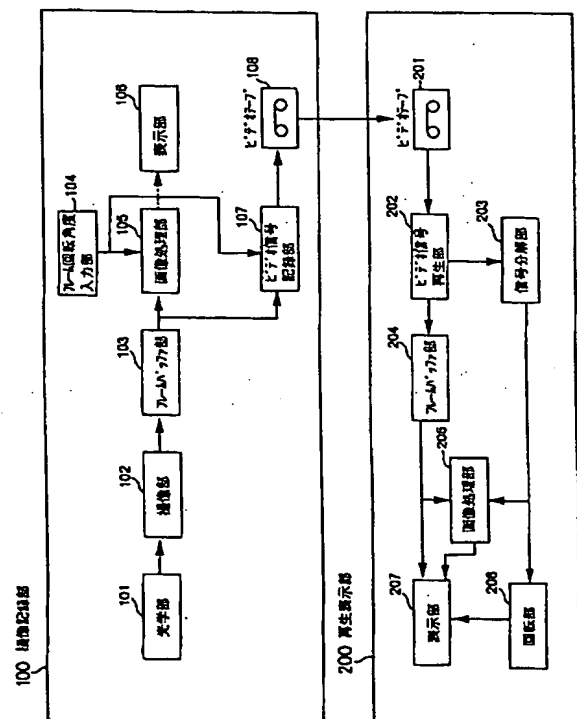 100 撮像記録部
101
光学部
102
撮像部
103
フレームバッファ部
104
フレーム回転角度
入力部
105
画像処理部
106
表示部
107
ビデオ信号
記録部
108
ビデオテープ
200 再生表示部
201
ビデオテープ
202
ビデオ信号
再生部
203
信号分解部
204
フレームバッファ部
205
画像処理部
206
回転部
207
表示部